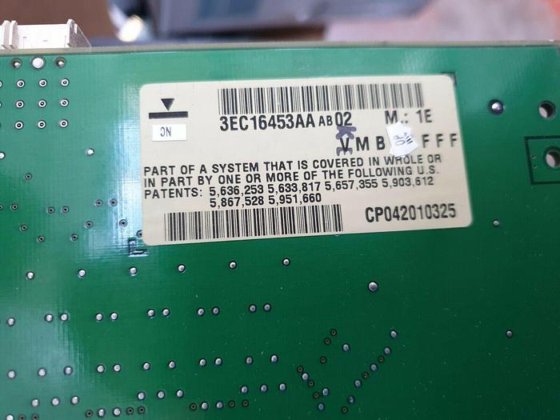 3EC16453AA AB 02 M.: 1E
NC
VMB FFF
PART OF A SYSTEM THAT IS COVERED IN WHOLE OR
IN PART BY ONE OR MORE OF THE FOLLOWING U.S.
PATENTS: 5,636,253 5,633,817 5,657,355 5,903,612
5,867,528 5,951,660
CP042010325